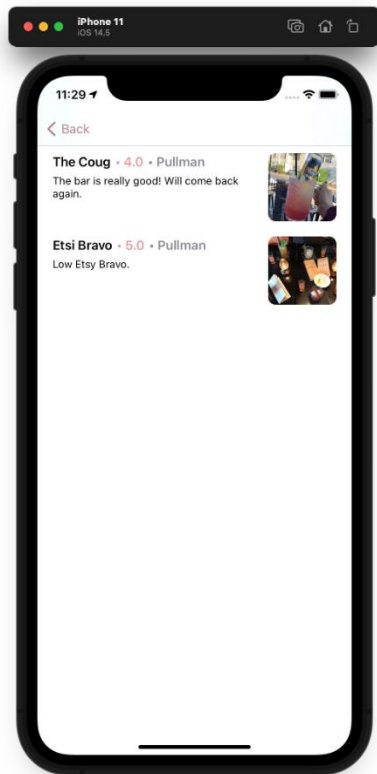 iPhone 11
iOS 14.5
11:29
Back
The Coug • 4.0 • Pullman
The bar is really good! Will come back
again.
Etsi Bravo • 5.0 • Pullman
Low Etsy Bravo.